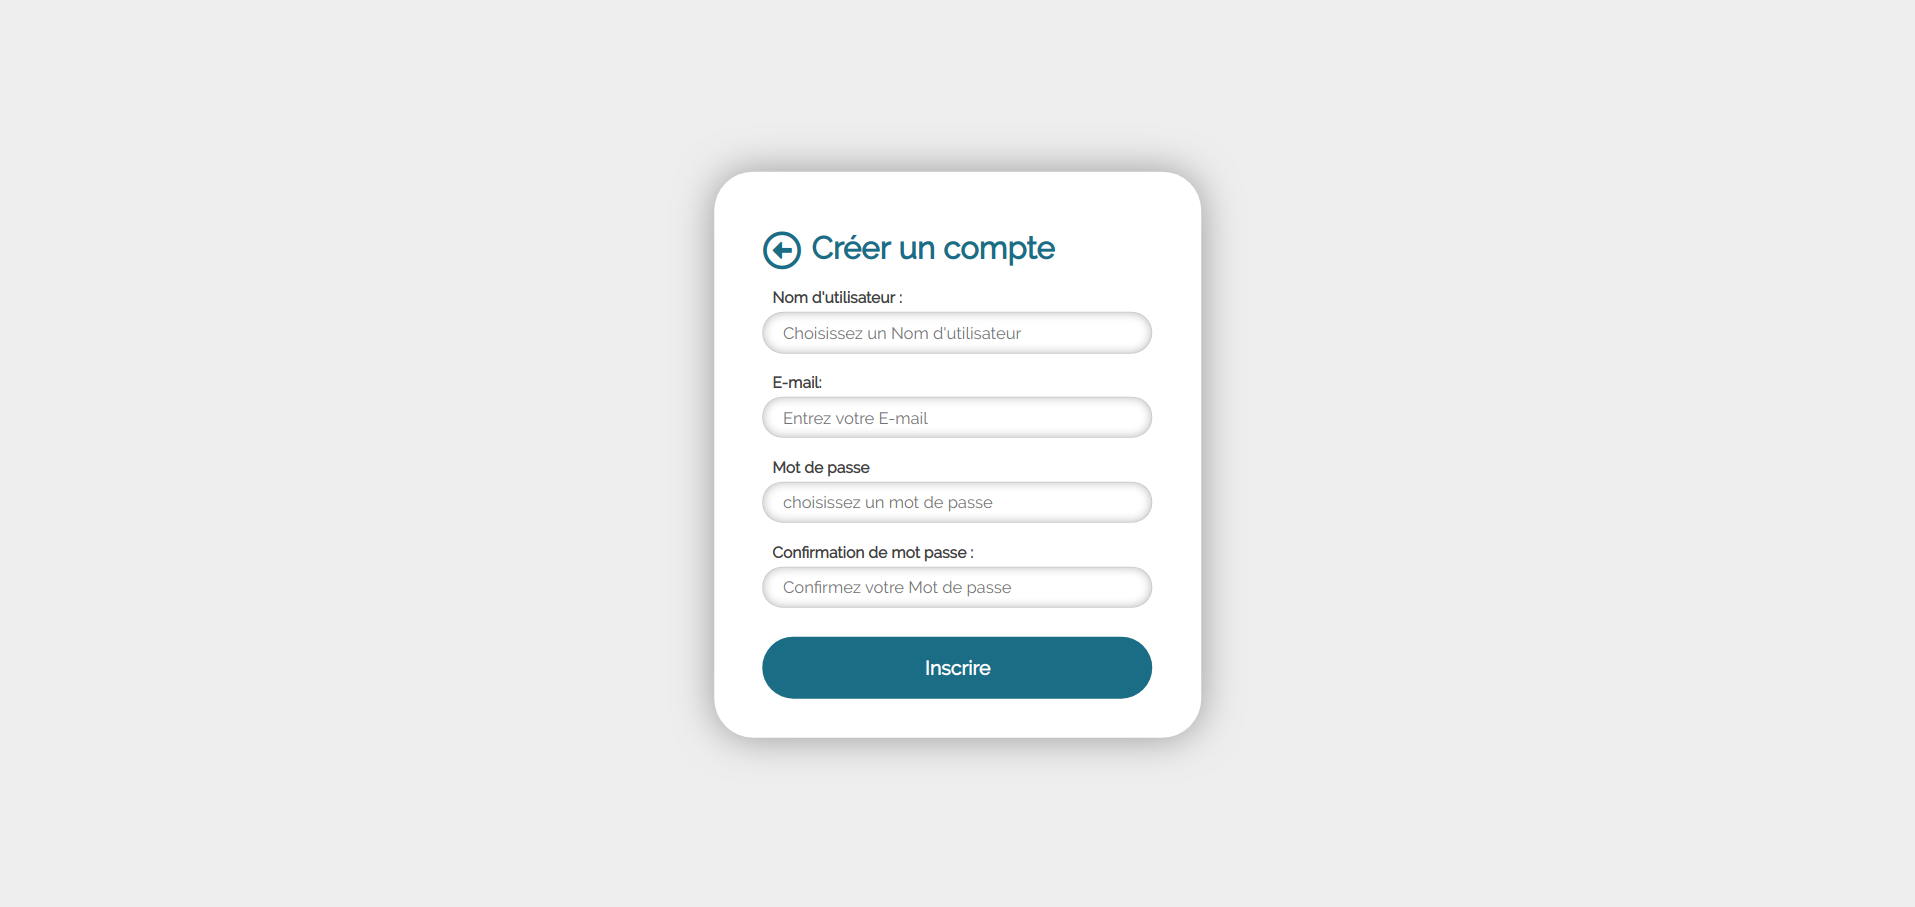 Créer un compte
Nom d'utilisateur :
Choisissez un Nom d'utilisateur
E-mail:
Entrez votre E-mail
Mot de passe
choisissez un mot de passe
Confirmation de mot passe :
Confirmez votre Mot de passe
Inscrire